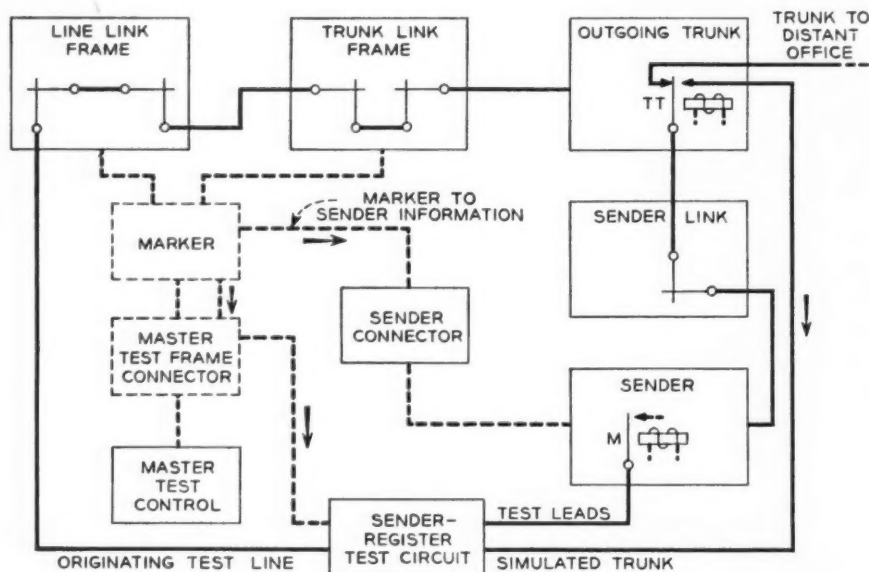 LINE LINK
FRAME
TRUNK LINK
FRAME
OUTGOING TRUNK
TRUNK TO
DISTANT
OFFICE
TT
MARKER TO
SENDER INFORMATION
MARKER
SENDER LINK
SENDER
CONNECTOR
MASTER
TEST FRAME
CONNECTOR
SENDER
M
MASTER
TEST
CONTROL
SENDER-
REGISTER
TEST CIRCUIT
TEST LEADS
ORIGINATING TEST LINE
SIMULATED TRUNK